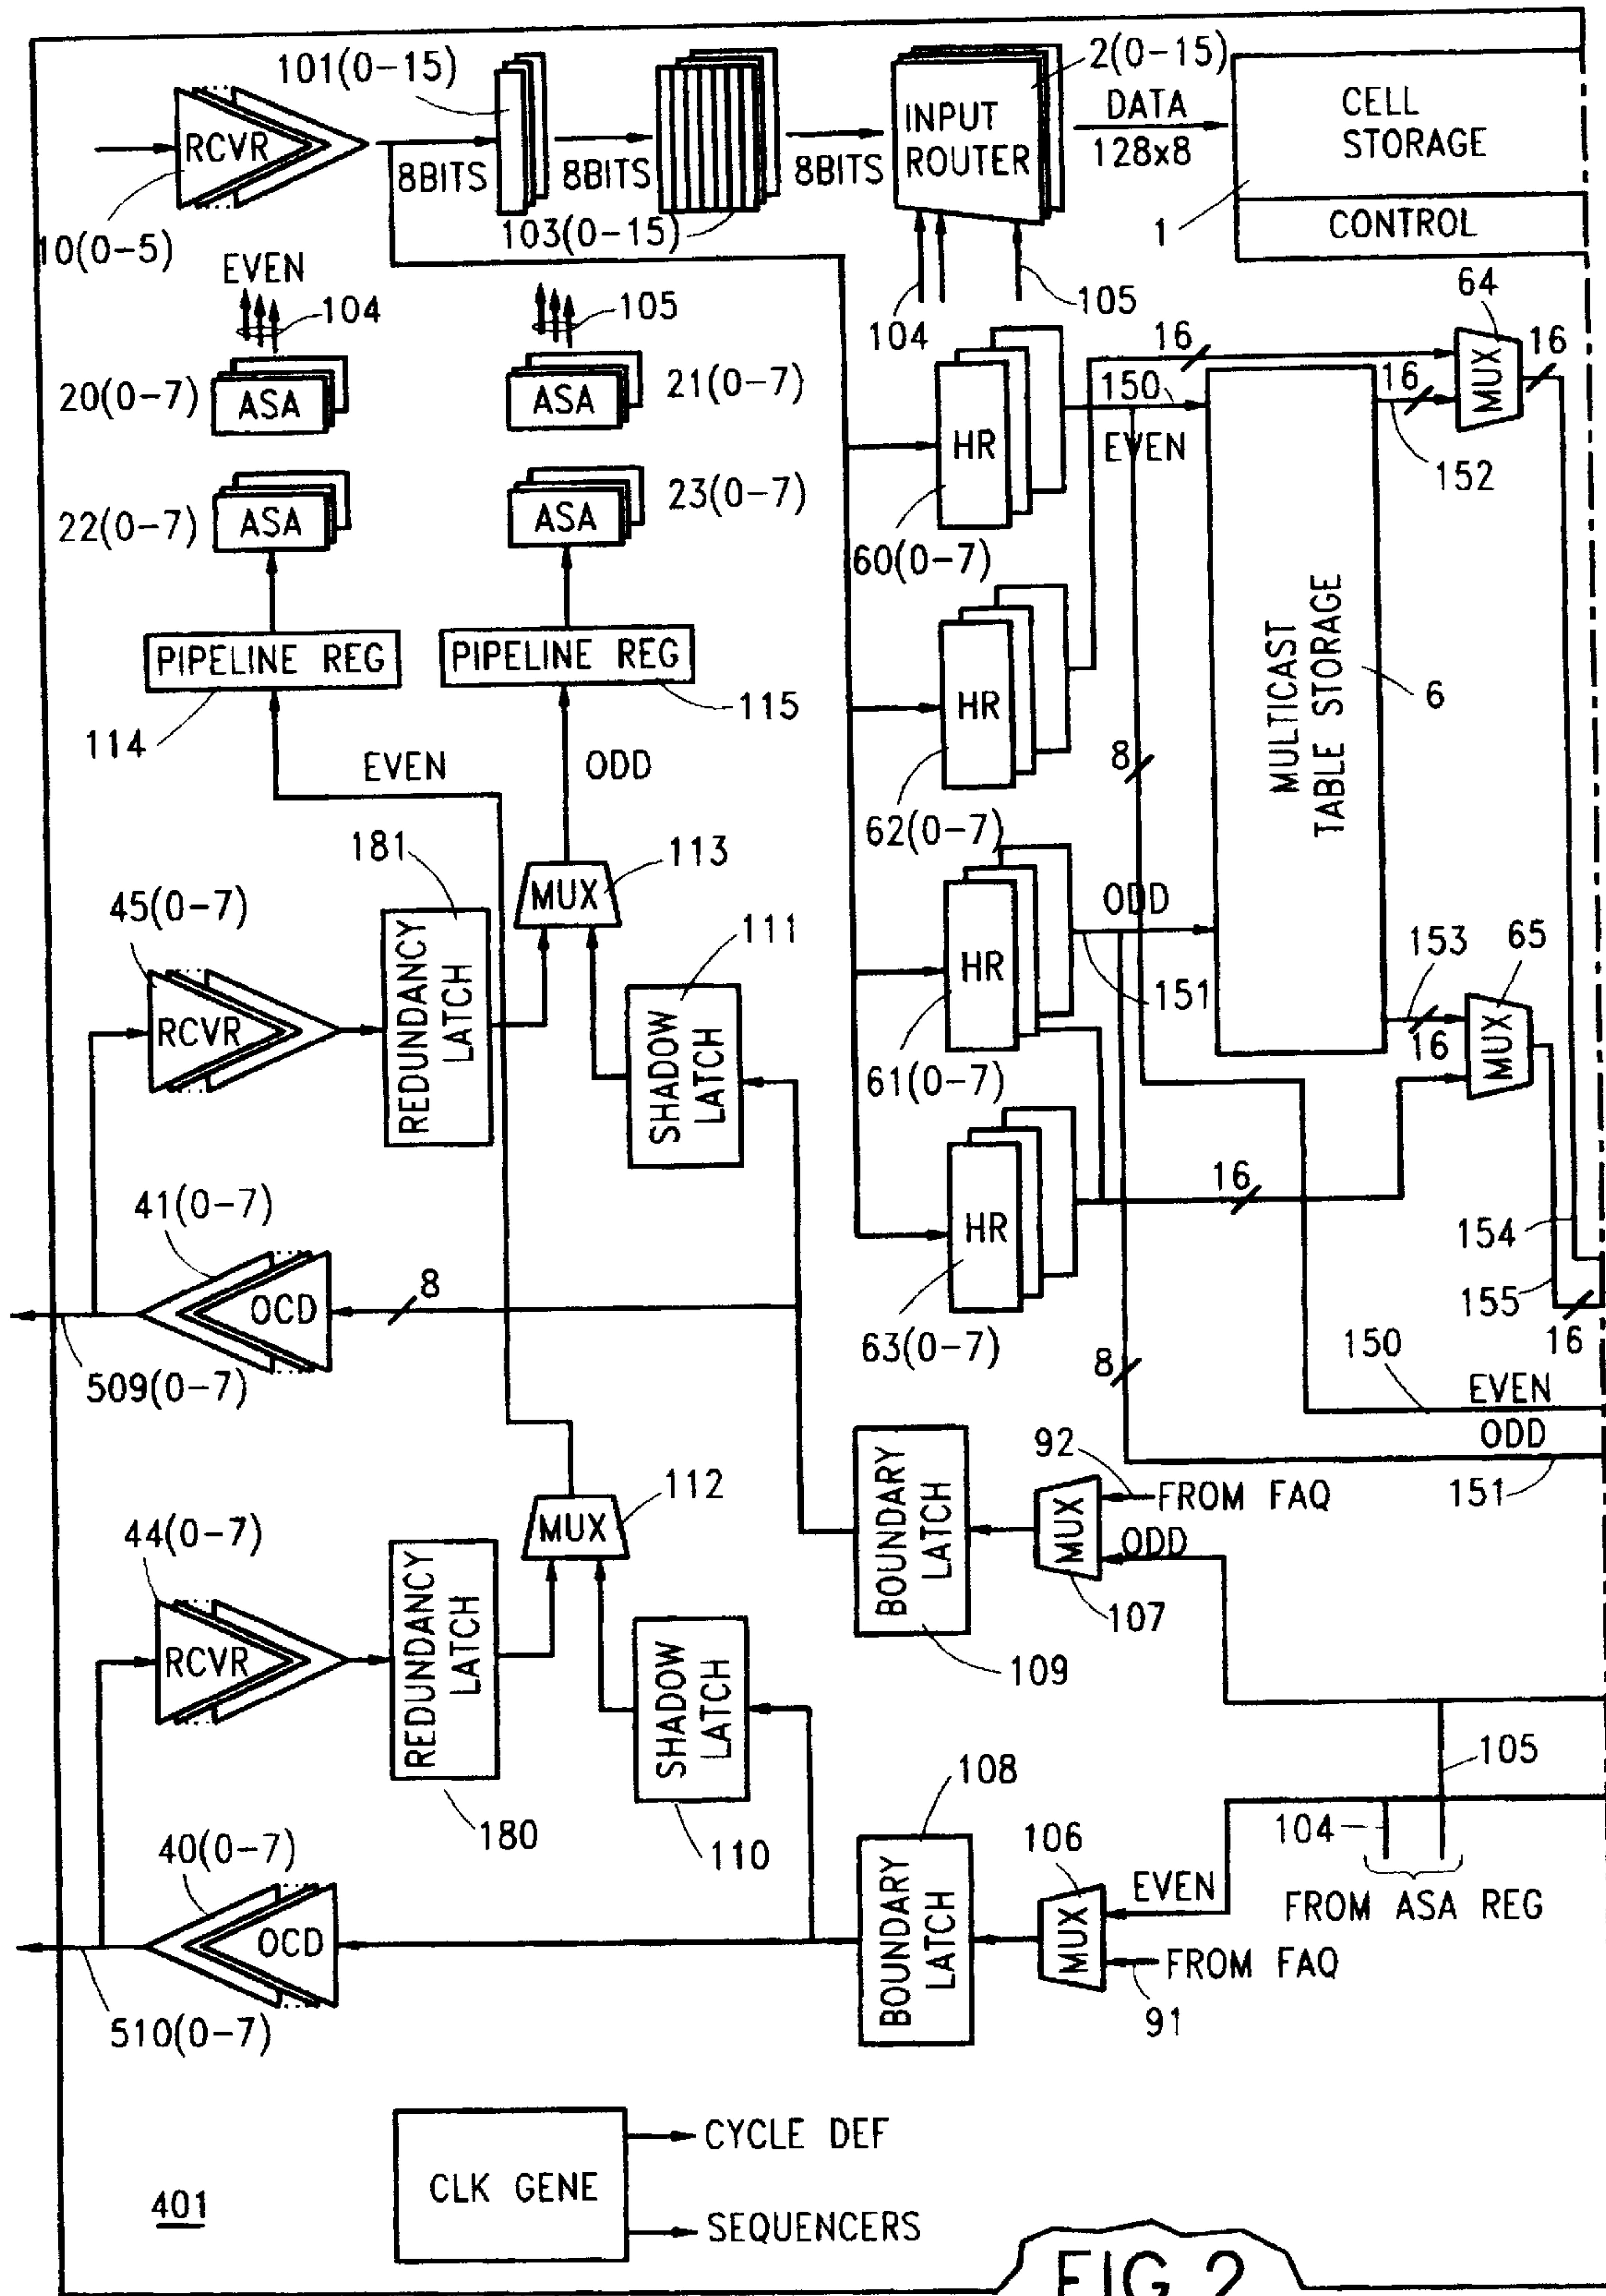 101(0-15)
2(0-15)
RCVR
8BITS
8BITS
8BITS
INPUT
ROUTER
DATA
128x8
CELL
STORAGE
CONTROL
1
10(0-5)
103(0-15)
EVEN
104
105
104
105
64
20(0-7)
ASA
ASA
21(0-7)
16
150
EVEN
HR
60(0-7)
16
MUX
16
152
22(0-7)
ASA
ASA
23(0-7)
PIPELINE REG
PIPELINE REG
114
115
HR
62(0-7)
8
MULTICAST
TABLE STORAGE
6
EVEN
ODD
181
MUX
113
45(0-7)
RCVR
REDUNDANCY
LATCH
111
SHADOW
LATCH
ODD
HR
151
61(0-7)
153
16
65
MUX
41(0-7)
OCD
8
509(0-7)
HR
63(0-7)
16
8
154
155
16
150
EVEN
ODD
151
MUX
112
44(0-7)
RCVR
REDUNDANCY
LATCH
180
SHADOW
LATCH
110
BOUNDARY
LATCH
109
92
FROM FAQ
MUX
ODD
107
105
104
FROM ASA REG
108
106
40(0-7)
OCD
510(0-7)
BOUNDARY
LATCH
MUX
EVEN
FROM FAQ
91
CLK GENE
CYCLE DEF
SEQUENCERS
401
FIG.2